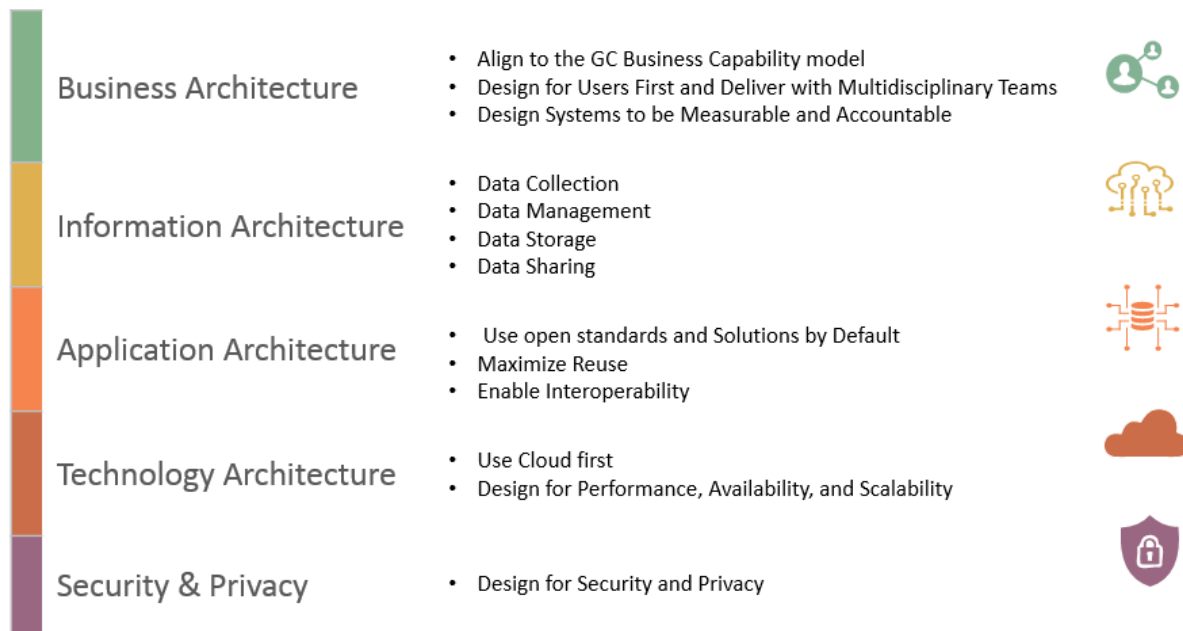 Business Architecture
• Align to the GC Business Capability model
• Design for Users First and Deliver with Multidisciplinary Teams
• Design Systems to be Measurable and Accountable
Information Architecture
• Data Collection
• Data Management
• Data Storage
• Data Sharing
Application Architecture
• Use open standards and Solutions by Default
• Maximize Reuse
• Enable Interoperability
Technology Architecture
• Use Cloud first
• Design for Performance, Availability, and Scalability
Security & Privacy
• Design for Security and Privacy